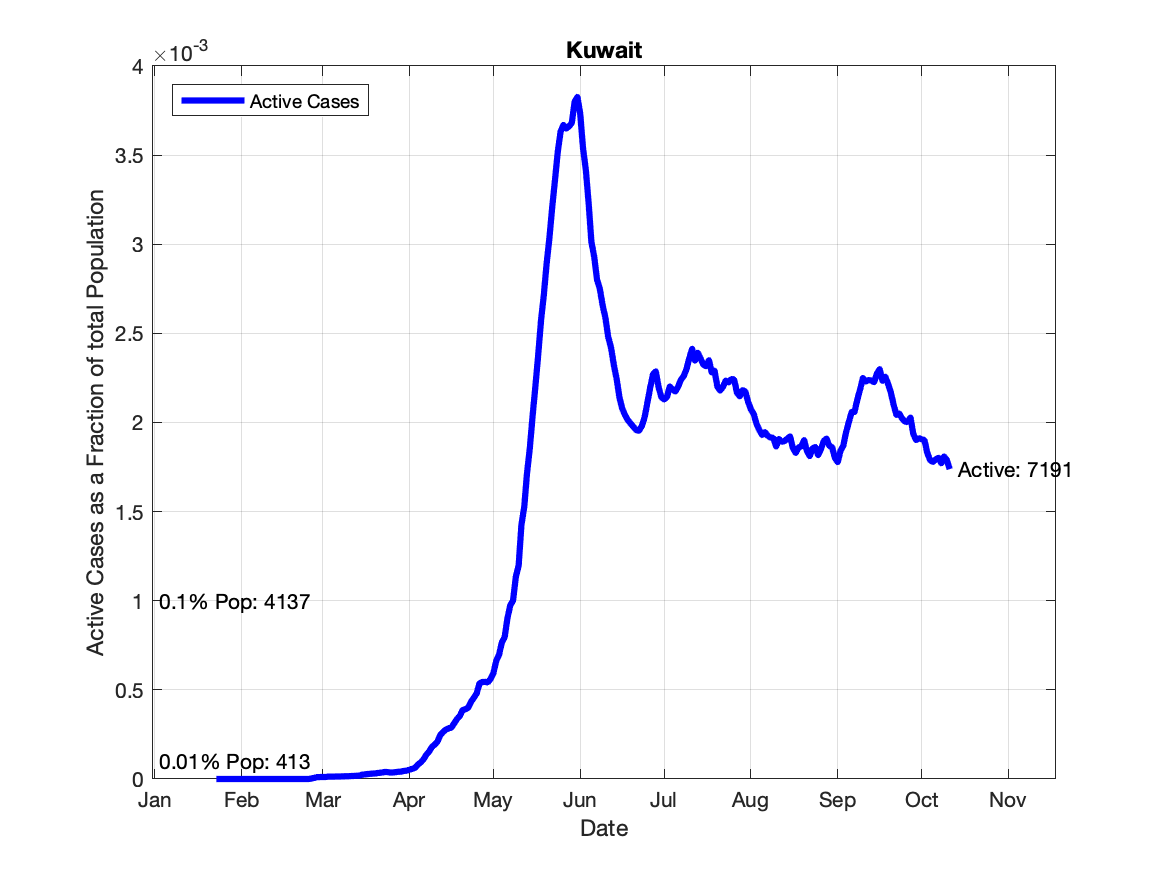 Kuwait
×10-3
Active Cases
4
3.5
3
2.5
2
1.5
1
0.5
0
Active Cases as a Fraction of total Population
0.1% Pop: 4137
0.01% Pop: 413
Active: 7191
Jan Feb Mar Apr May Jun Jul Aug Sep Oct Nov
Date